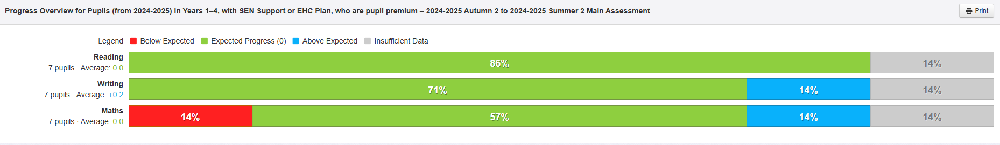 Progress Overview for Pupils (from 2024-2025) in Years 1–4, with SEN Support or EHC Plan, who are pupil premium – 2024-2025 Autumn 2 to 2024-2025 Summer 2 Main Assessment
Print
Legend Below Expected Expected Progress (0) Above Expected Insufficient Data
Reading
7 pupils · Average: 0.0
86% 14%
Writing
7 pupils · Average: +0.2
71% 14% 14%
Maths
7 pupils · Average: 0.0
14% 57% 14% 14%